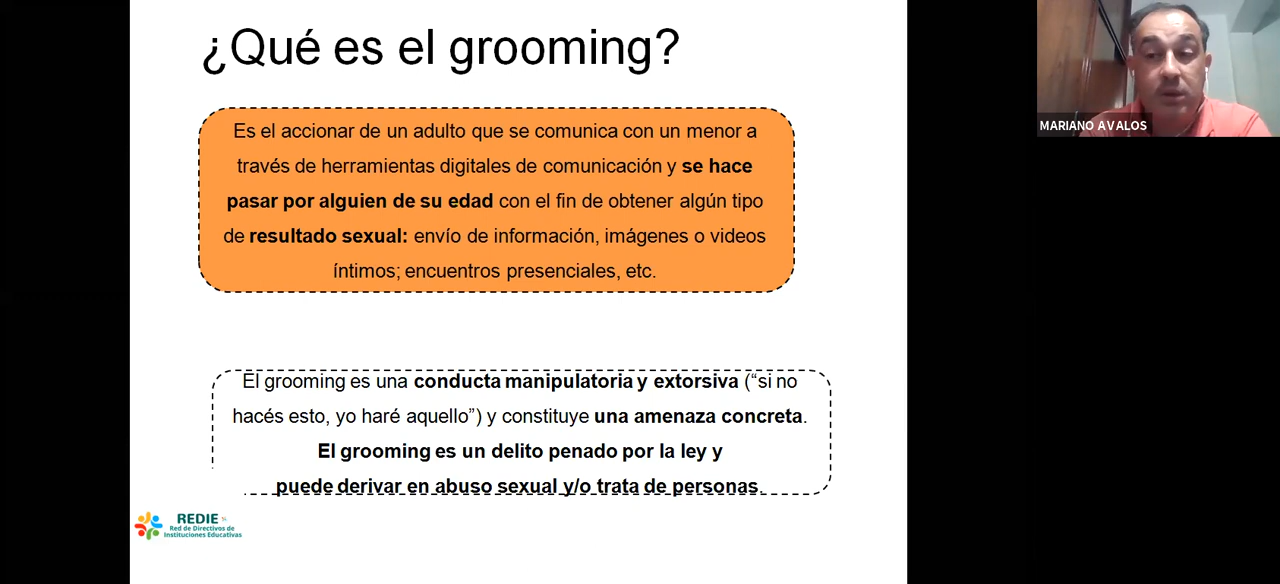 ¿Qué es el grooming?
Es el accionar de un adulto que se comunica con un menor a
través de herramientas digitales de comunicación y se hace
pasar por alguien de su edad con el fin de obtener algún tipo
de resultado sexual: envío de información, imágenes o videos
íntimos; encuentros presenciales, etc.
El grooming es una conducta manipulatoria y extorsiva (“si no
hacés esto, yo haré aquello”) y constituye una amenaza concreta.
El grooming es un delito penado por la ley y
puede derivar en abuso sexual y/o trata de personas.
REDIE
Red de Directivos de
Instituciones Educativas
MARIANO AVALOS